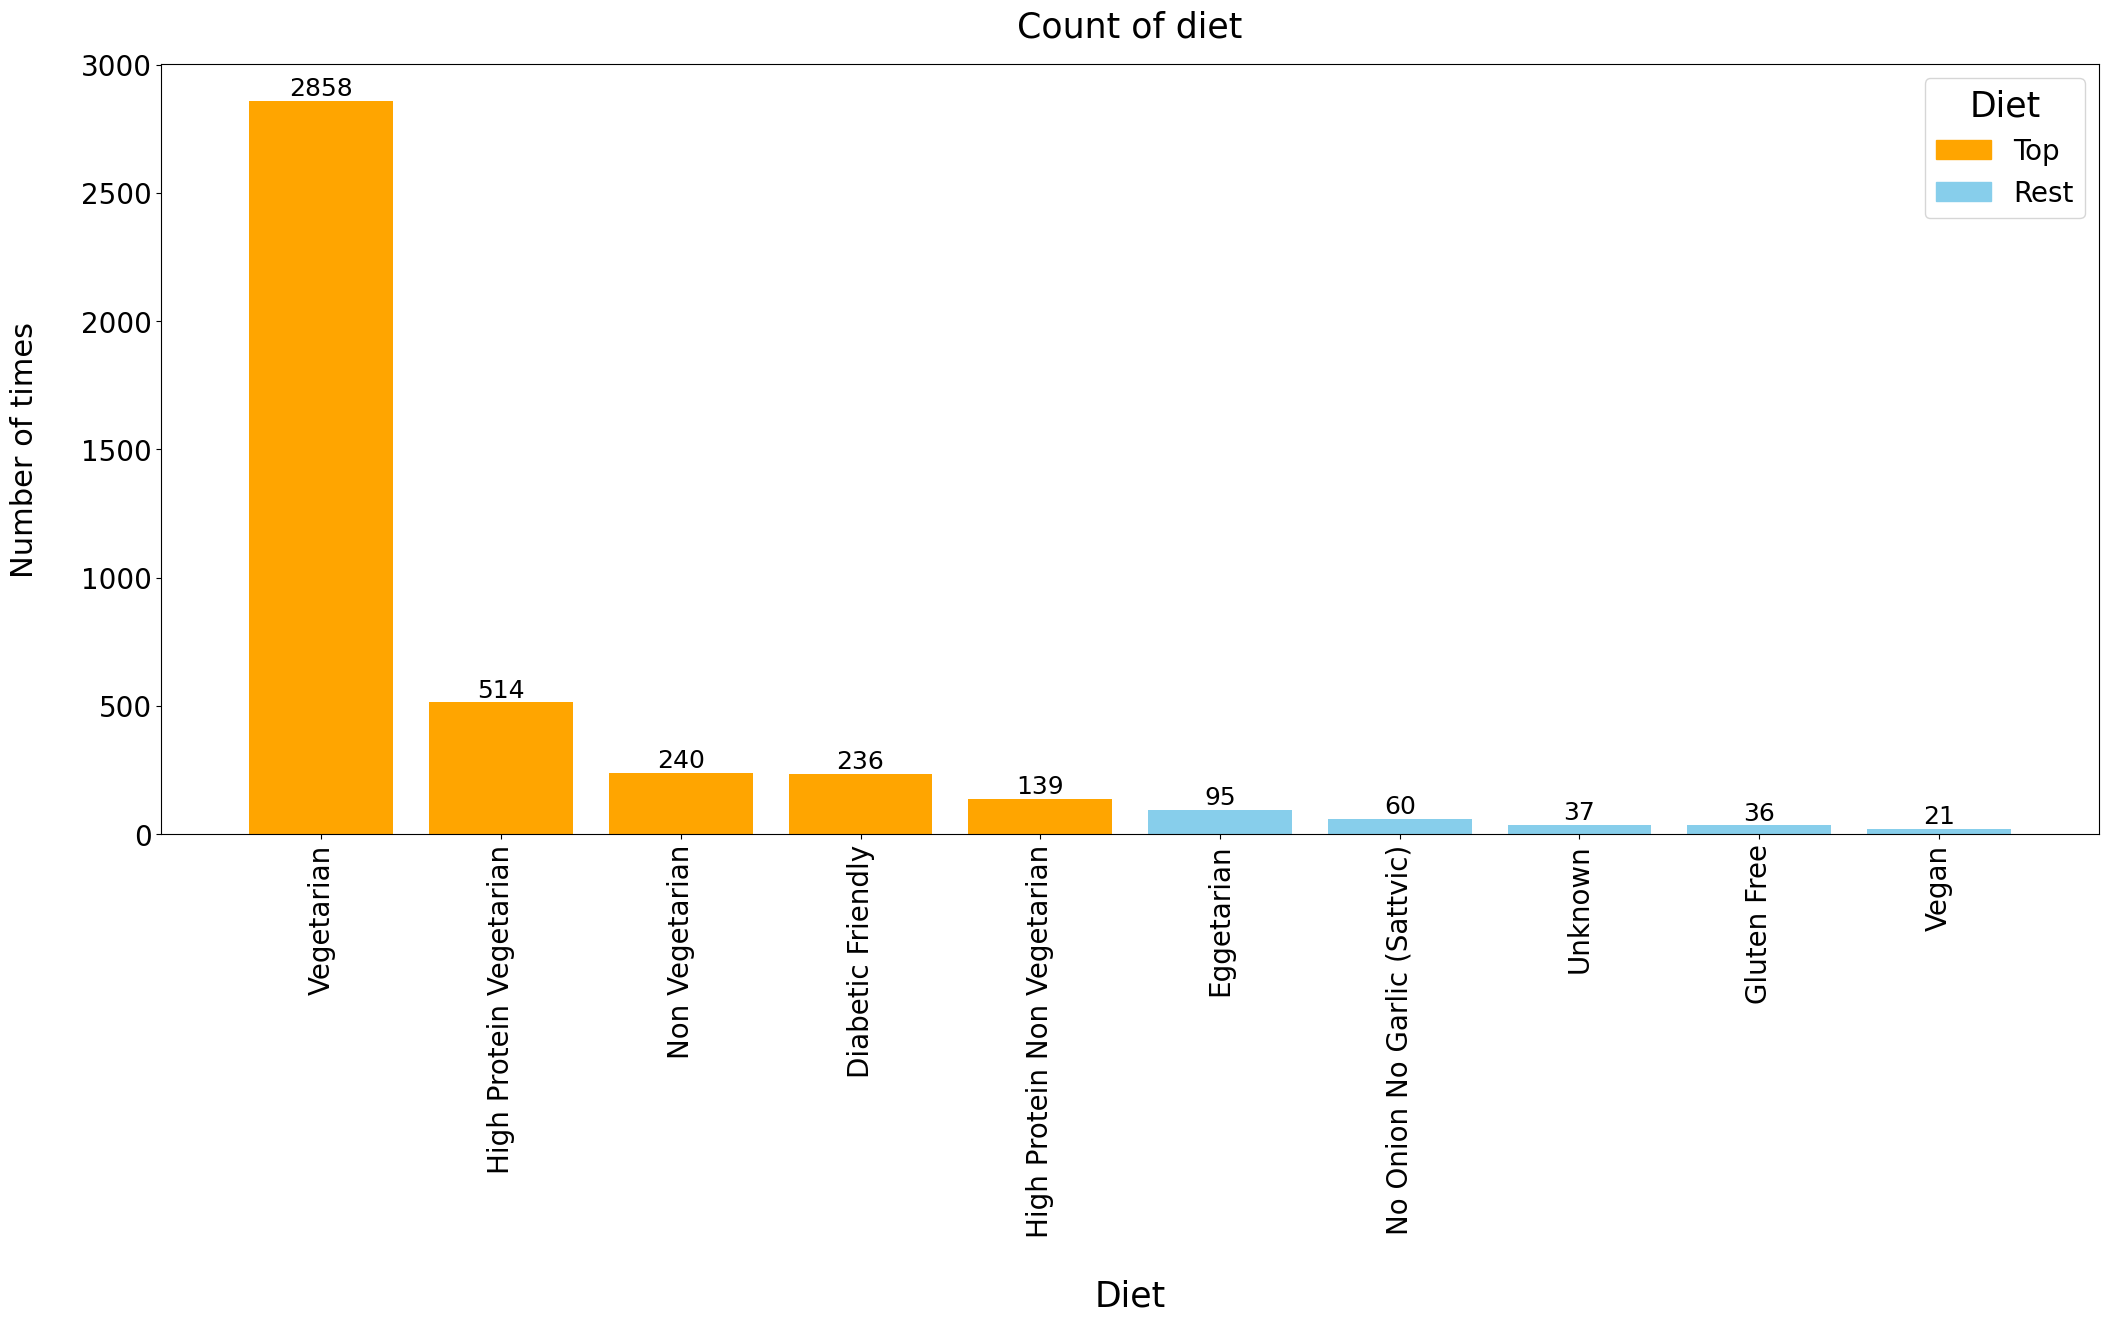 Count of diet
Number of times
3000
2500
2000
1500
1000
500
0
2858
514
240
236
139
95
60
37
36
21
Diet
Top
Rest
Vegetarian
High Protein Vegetarian
Non Vegetarian
Diabetic Friendly
High Protein Non Vegetarian
Eggetarian
No Onion No Garlic (Sattvic)
Unknown
Gluten Free
Vegan
Diet